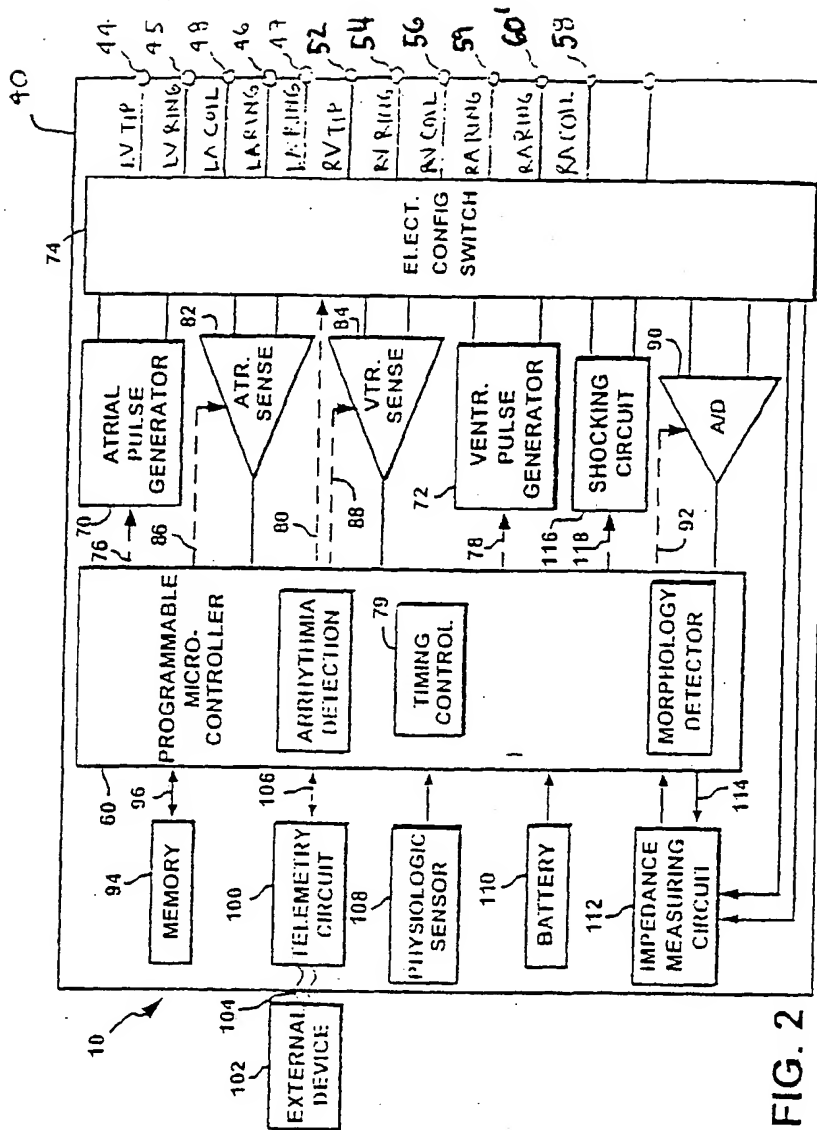 40
LV TIP 44
LV RING 45
LA COIL 48
LA RING 46
LA RING 47
RV TIP 52
RV RING 54
RV COIL 56
RA RING 59
RA RING 60'
RA COIL 58
74
ELECT.
CONFIG
SWITCH
ATRIAL
PULSE
GENERATOR
70
76
82
ATR.
SENSE
86
80
84
VTR.
SENSE
88
VENTR.
PULSE
GENERATOR
72
78
SHOCKING
CIRCUIT
116
118
90
A/D
92
PROGRAMMABLE
MICRO-
CONTROLLER
60
ARRHYTHMIA
DETECTION
79
TIMING
CONTROL
MORPHOLOGY
DETECTOR
96
94
MEMORY
106
100
TELEMETRY
CIRCUIT
108
PHYSIOLOGIC
SENSOR
110
BATTERY
112
114
IMPEDANCE
MEASURING
CIRCUIT
10
104
102
EXTERNAL
DEVICE
FIG. 2